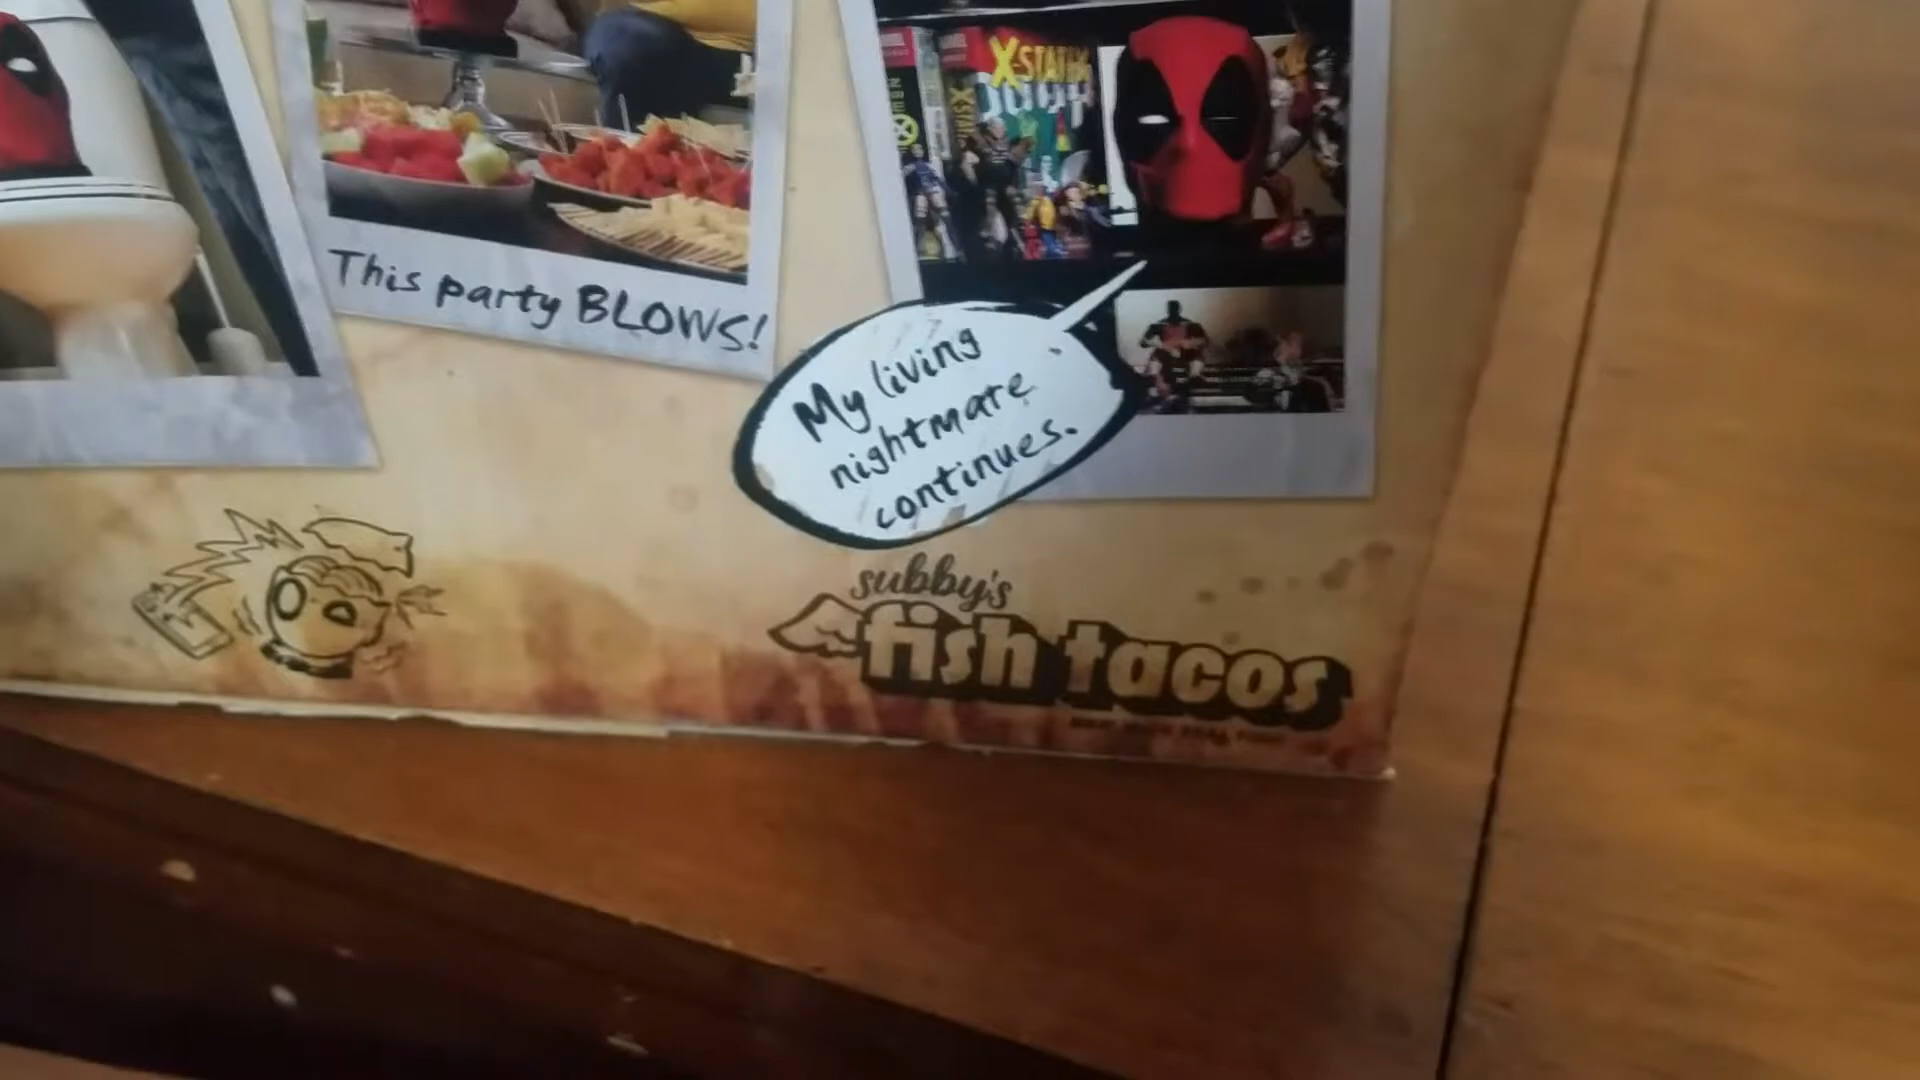 X-STATIX
This party BLOWS!
My living
nightmare
continues.
subby's
fish tacos